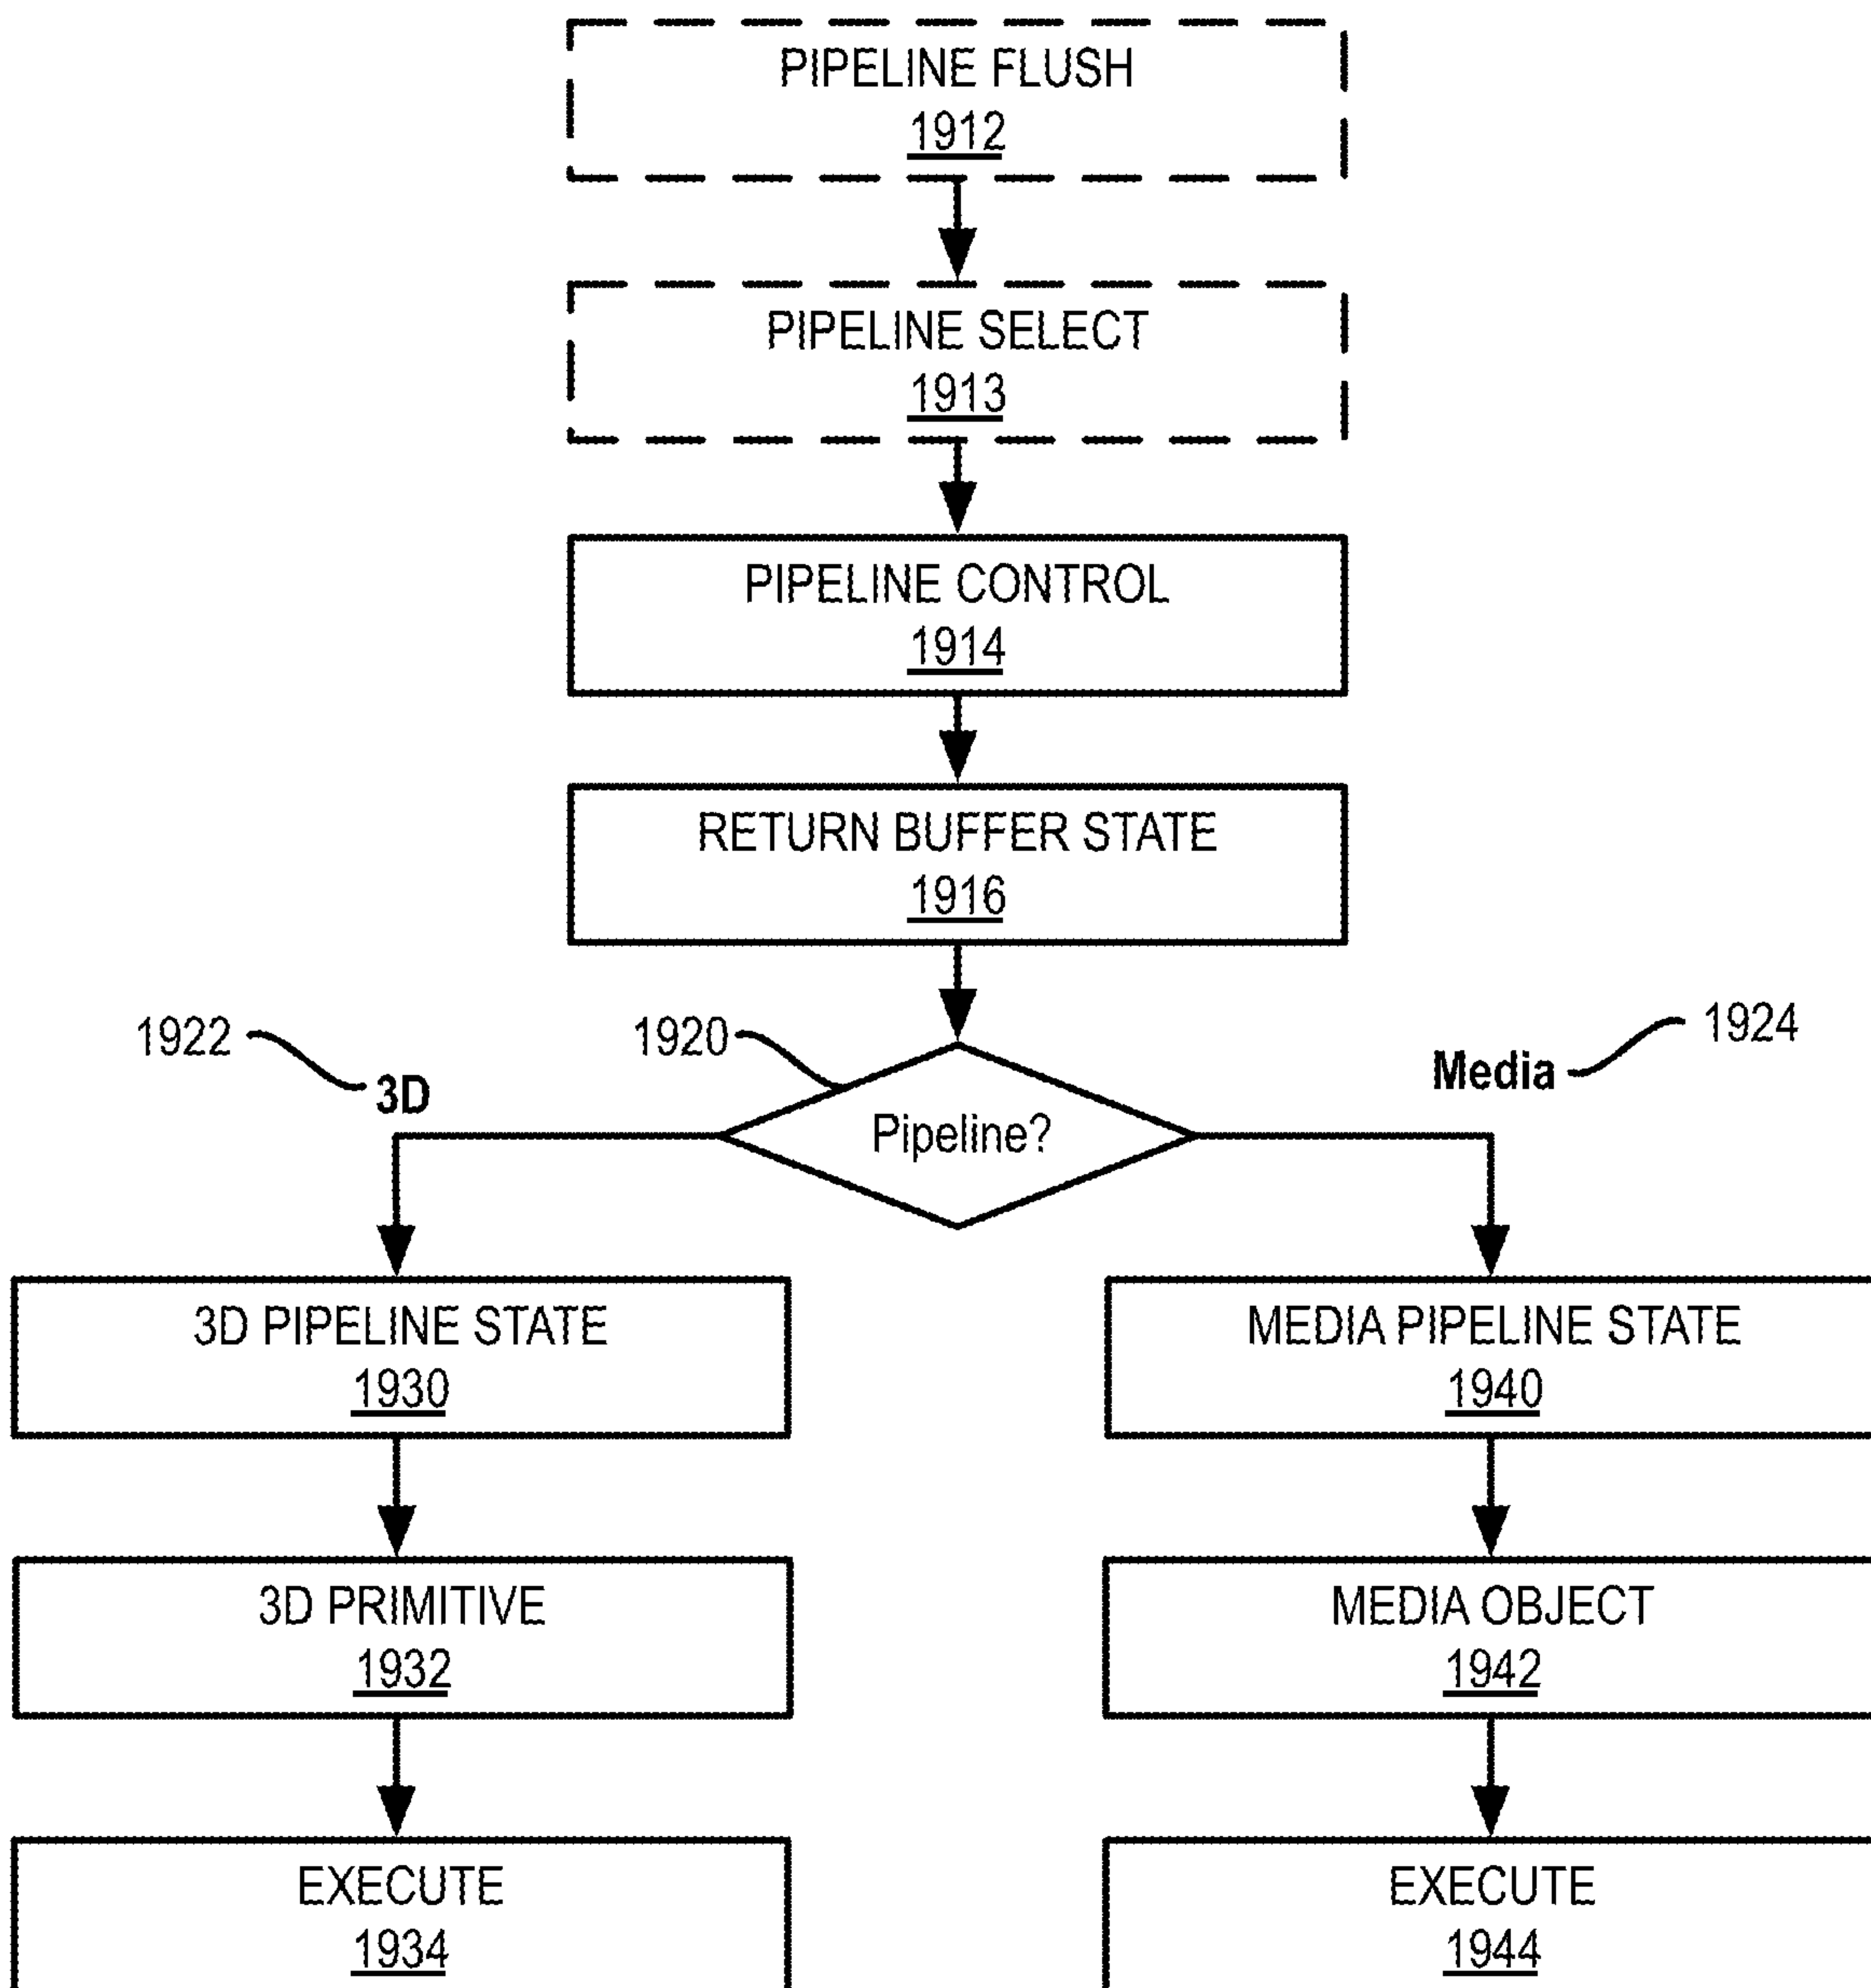 PIPELINE FLUSH
1912
PIPELINE SELECT
1913
PIPELINE CONTROL
1914
RETURN BUFFER STATE
1916
1922
3D
1920
Pipeline?
Media
1924
3D PIPELINE STATE
1930
MEDIA PIPELINE STATE
1940
3D PRIMITIVE
1932
MEDIA OBJECT
1942
EXECUTE
1934
EXECUTE
1944